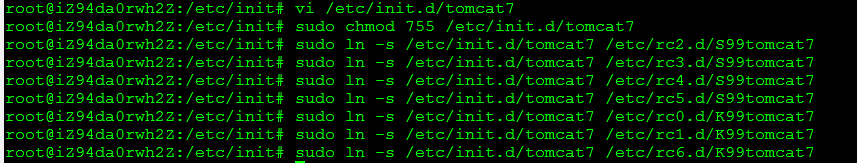 root@iZ94da0rwh2Z:/etc/init# vi /etc/init.d/tomcat7
root@iZ94da0rwh2Z:/etc/init# sudo chmod 755 /etc/init.d/tomcat7
root@iZ94da0rwh2Z:/etc/init# sudo ln -s /etc/init.d/tomcat7 /etc/rc2.d/S99tomcat7
root@iZ94da0rwh2Z:/etc/init# sudo ln -s /etc/init.d/tomcat7 /etc/rc3.d/S99tomcat7
root@iZ94da0rwh2Z:/etc/init# sudo ln -s /etc/init.d/tomcat7 /etc/rc4.d/S99tomcat7
root@iZ94da0rwh2Z:/etc/init# sudo ln -s /etc/init.d/tomcat7 /etc/rc5.d/S99tomcat7
root@iZ94da0rwh2Z:/etc/init# sudo ln -s /etc/init.d/tomcat7 /etc/rc0.d/K99tomcat7
root@iZ94da0rwh2Z:/etc/init# sudo ln -s /etc/init.d/tomcat7 /etc/rc1.d/K99tomcat7
root@iZ94da0rwh2Z:/etc/init# sudo ln -s /etc/init.d/tomcat7 /etc/rc6.d/K99tomcat7